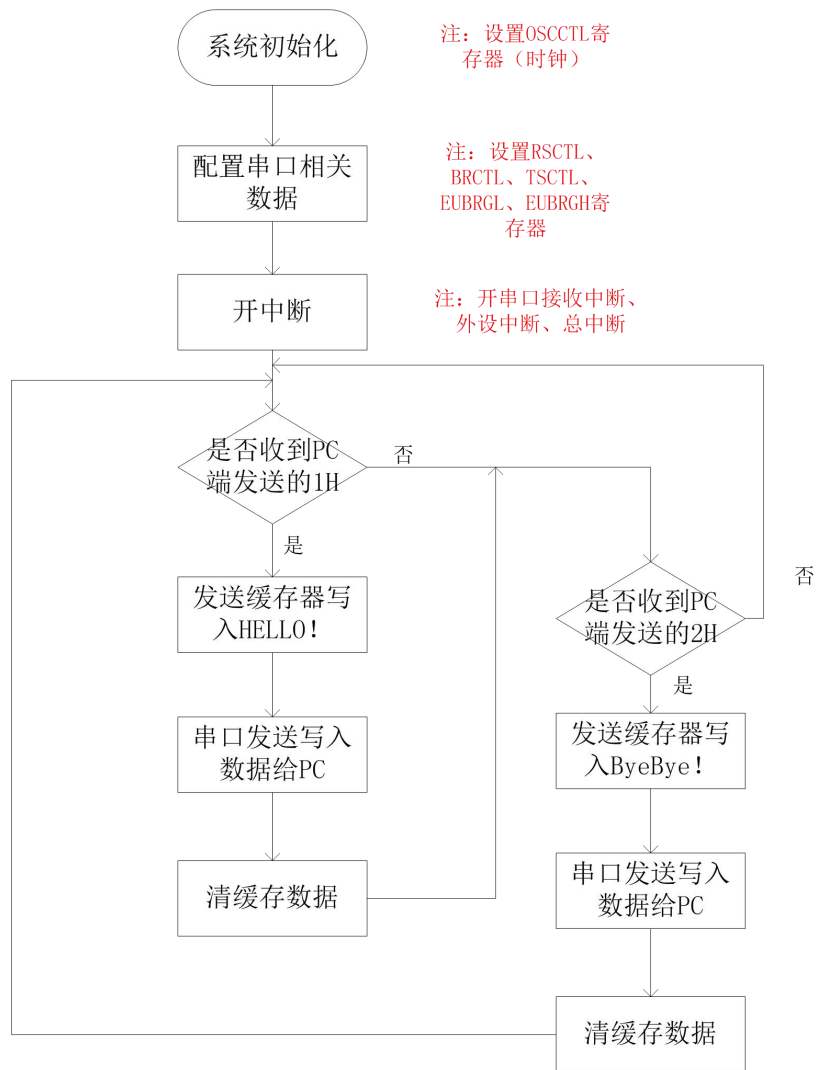 系统初始化
注：设置OSCCTL寄
存器（时钟）
配置串口相关
数据
注：设置RSCTL、
BRCTL、TSCTL、
EUBRGL、EUBRGH寄
存器
开中断
注：开串口接收中断、
外设中断、总中断
是否收到PC
端发送的1H
否
是
发送缓存器写
入HELLO！
串口发送写入
数据给PC
清缓存数据
是否收到PC
端发送的2H
否
是
发送缓存器写
入ByeBye！
串口发送写入
数据给PC
清缓存数据